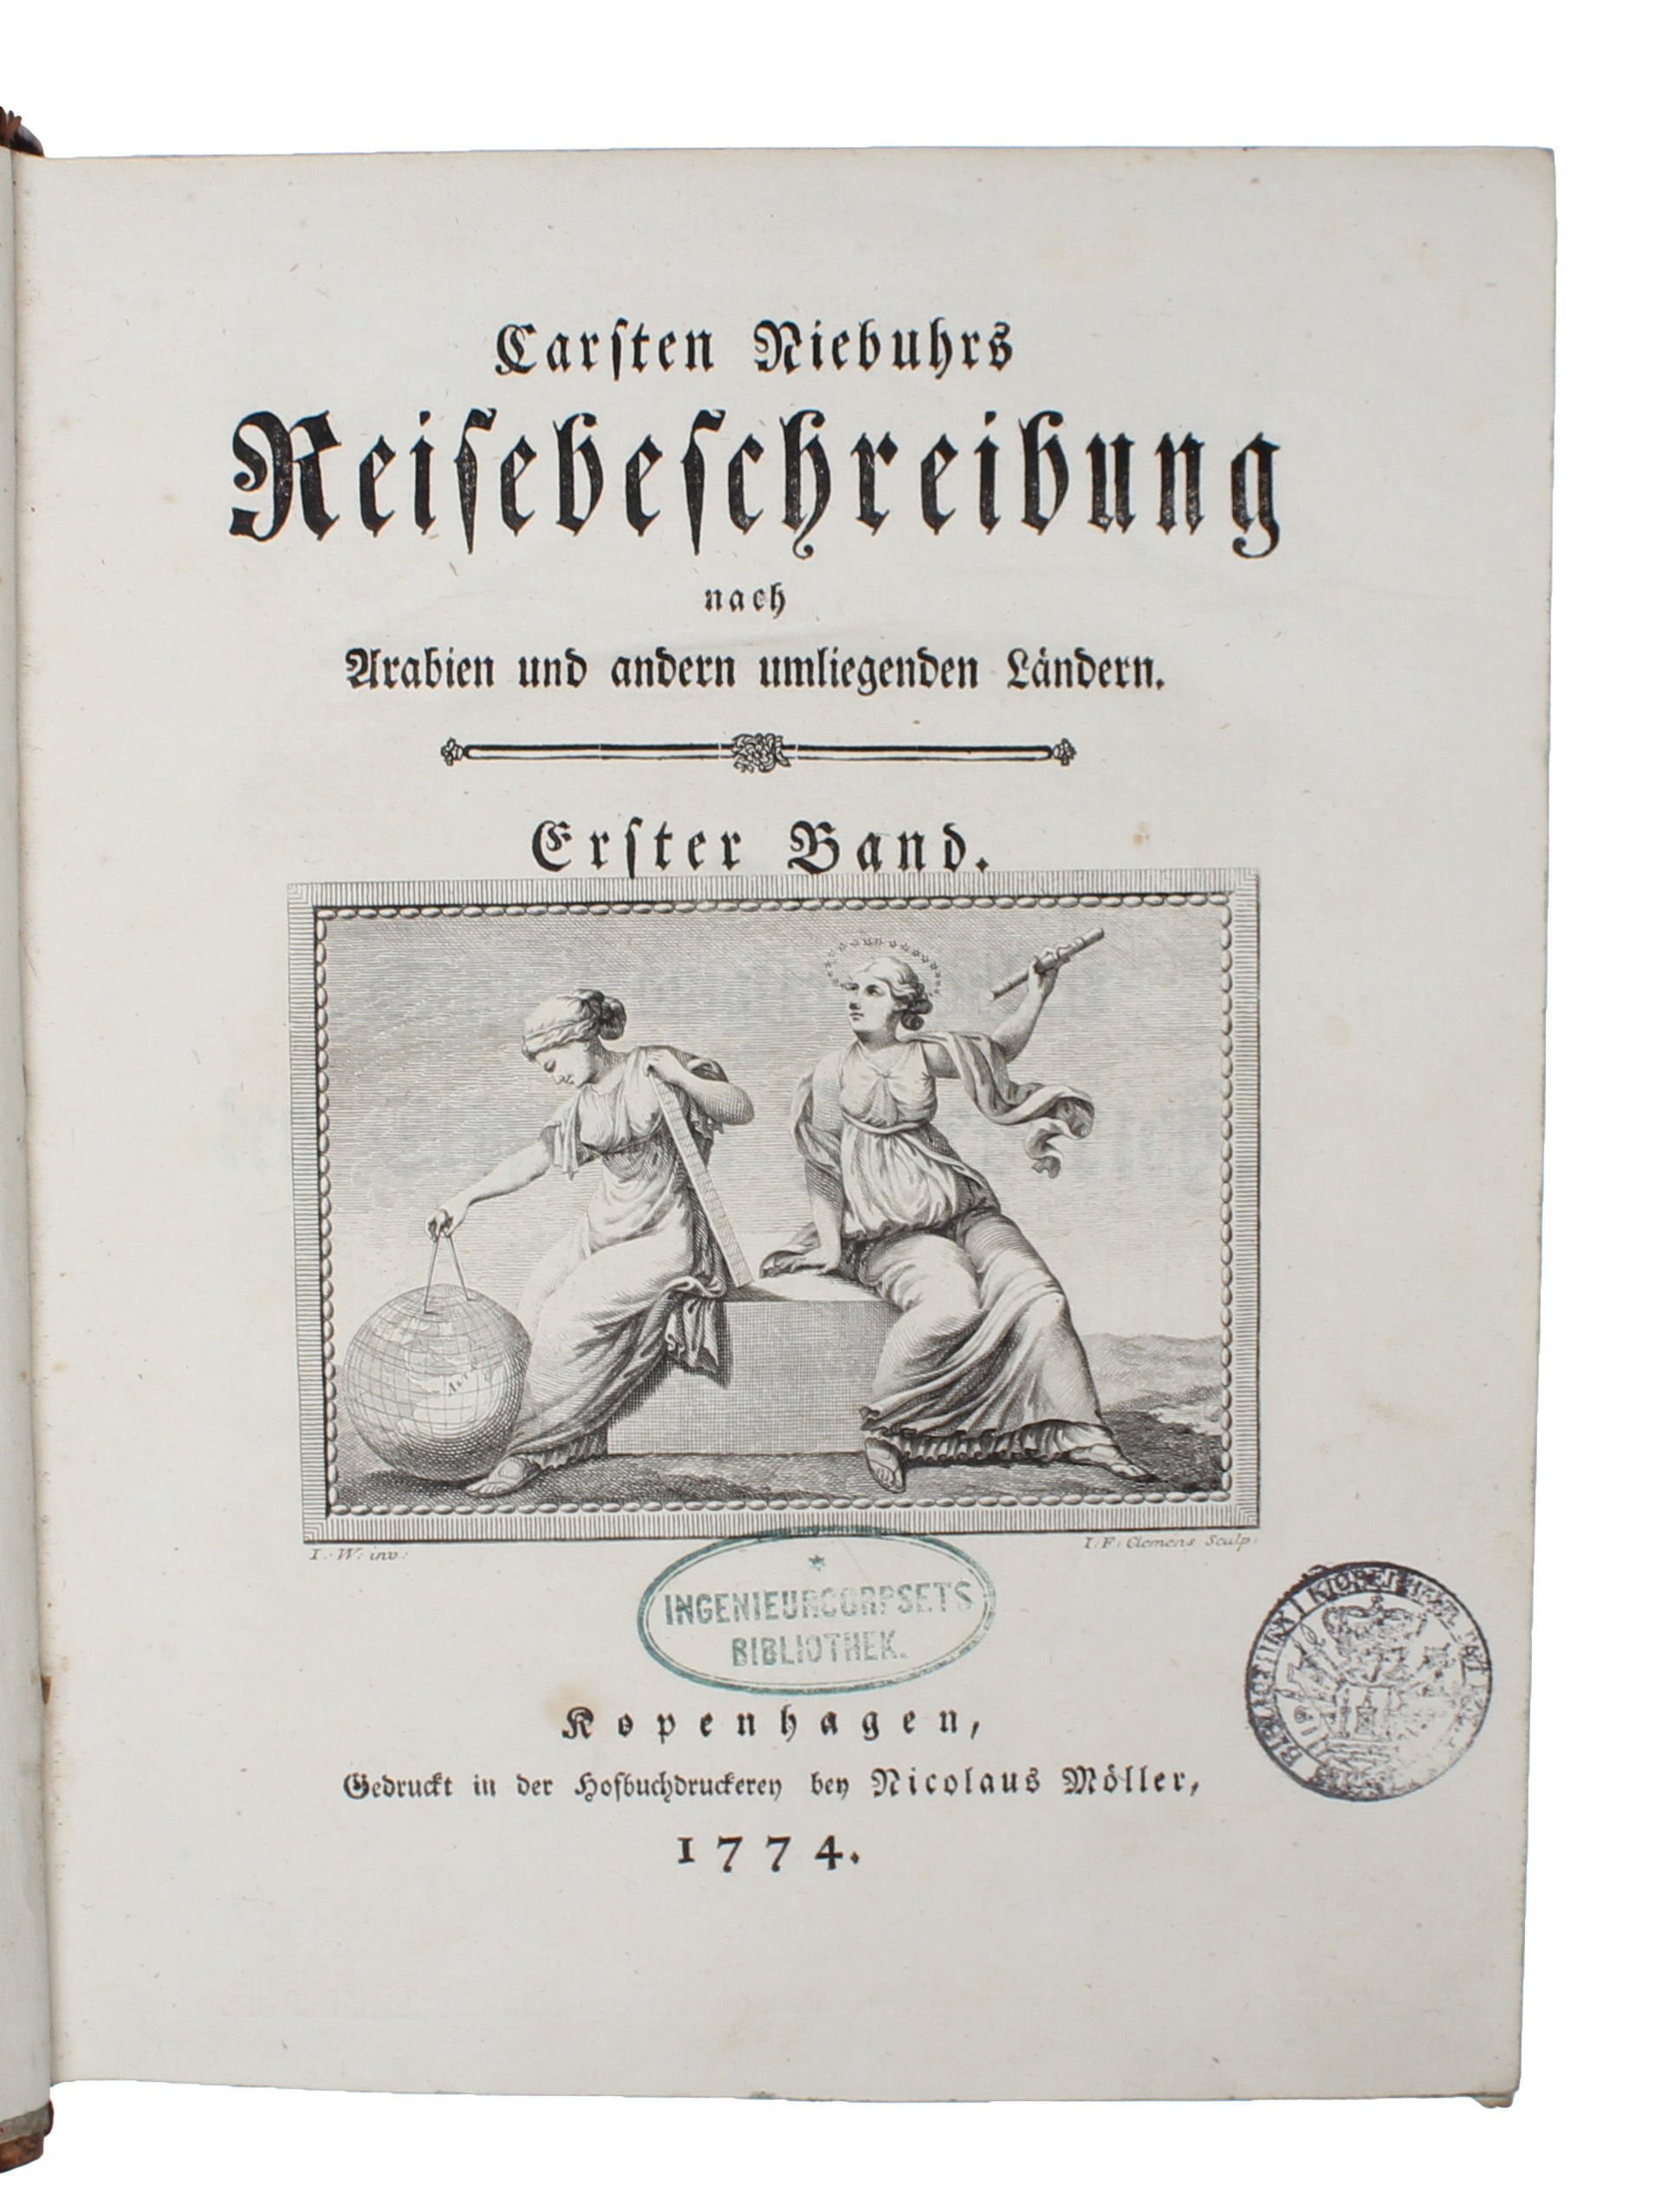 Carſten Niebuhrs
Reiſebeſchreibung
nach
Arabien und andern umliegenden Ländern.
Erſter Band.
I. W. inv:
I. F. Clemens Sculp:
INGENIEURCORPSETS
BIBLIOTHEK.
Kopenhagen,
Gedruckt in der Hofbuchdruckerey bey Nicolaus Möller,
1774.